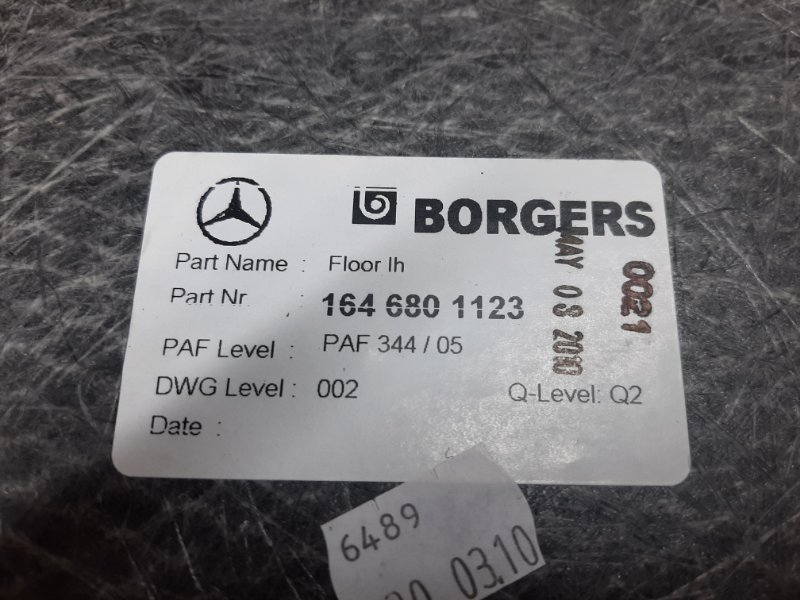 BORGERS
Part Name : Floor lh
Part Nr 164 680 1123
PAF Level : PAF 344 / 05
DWG Level : 002 Q-Level: Q2
Date :
MAY 03 2010
0021
6489
03.10